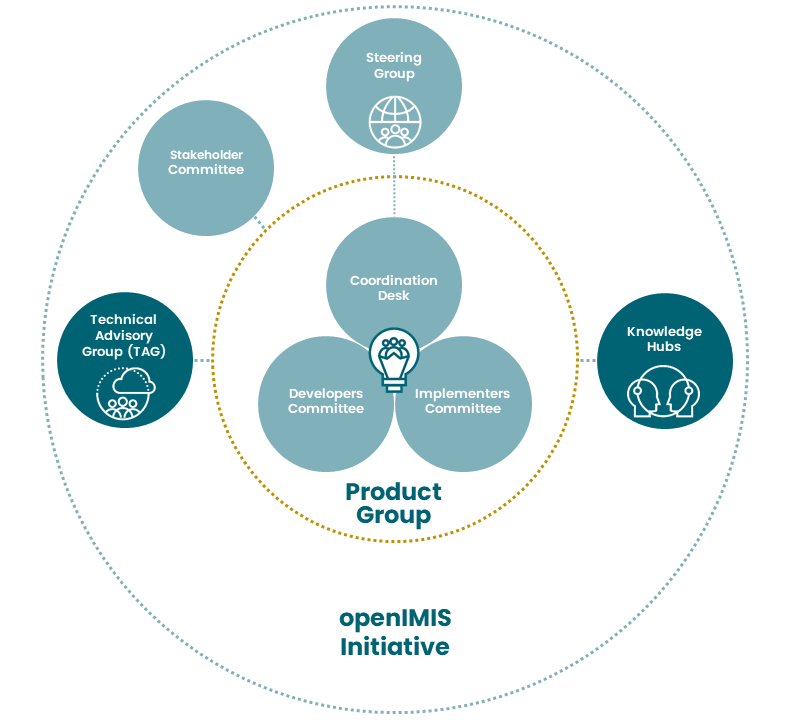 Steering
Group
Stakeholder
Committee
Coordination
Desk
Technical
Advisory
Group (TAG)
Knowledge
Hubs
Developers
Committee
Implementers
Committee
Product
Group
openIMIS
Initiative